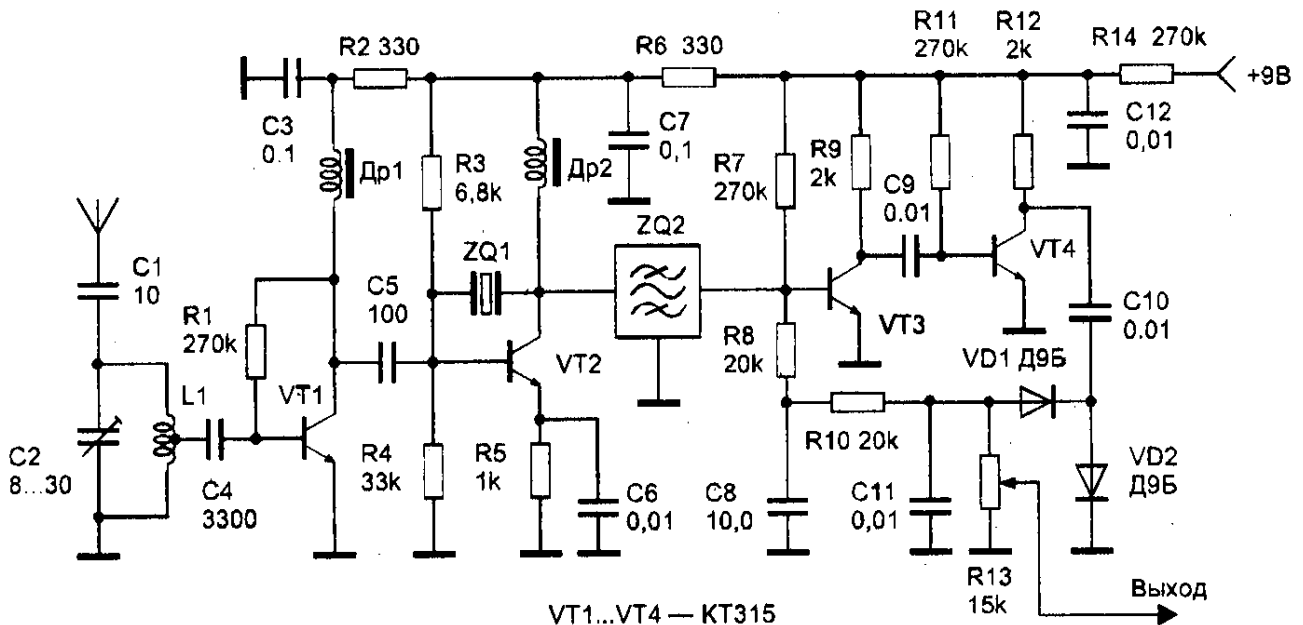 R11
270k
R12
2k
R2 330
R6 330
R14 270k
+9В
C3
0.1
C7
0,1
C12
0,01
Др1
R3
6,8k
Др2
R7
270k
R9
2k
C9
0.01
ZQ1
ZQ2
VT4
C1
10
R1
270k
C5
100
VT3
C10
0.01
R8
20k
VD1 Д9Б
L1
VT1
VT2
C2
8...30
C4
3300
R4
33k
R5
1k
R10 20k
VD2
Д9Б
C6
0,01
C8
10,0
C11
0,01
R13
15k
Выход
VT1...VT4 — КТ315